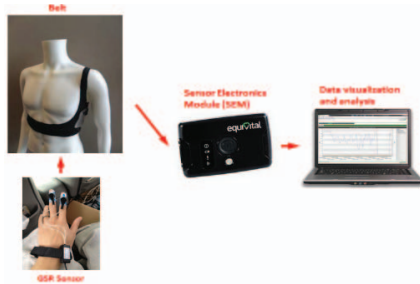 Belt
Sensor Electronics
Module (SEM)
Data visualization
and analysis
equivital
GSR Sensor